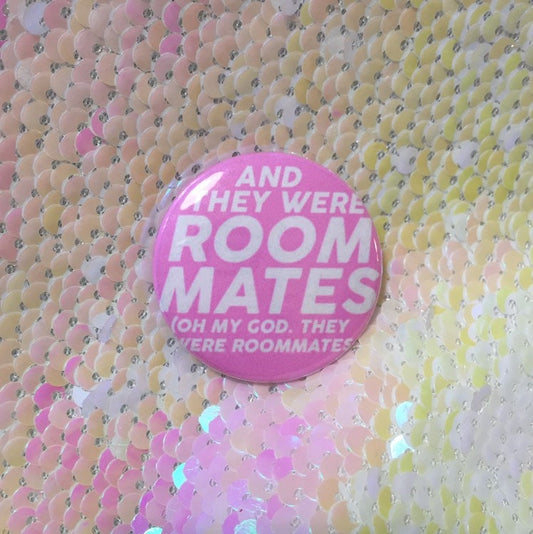 AND
THEY WERE
ROOM
MATES
(OH MY GOD. THEY
WERE ROOMMATES